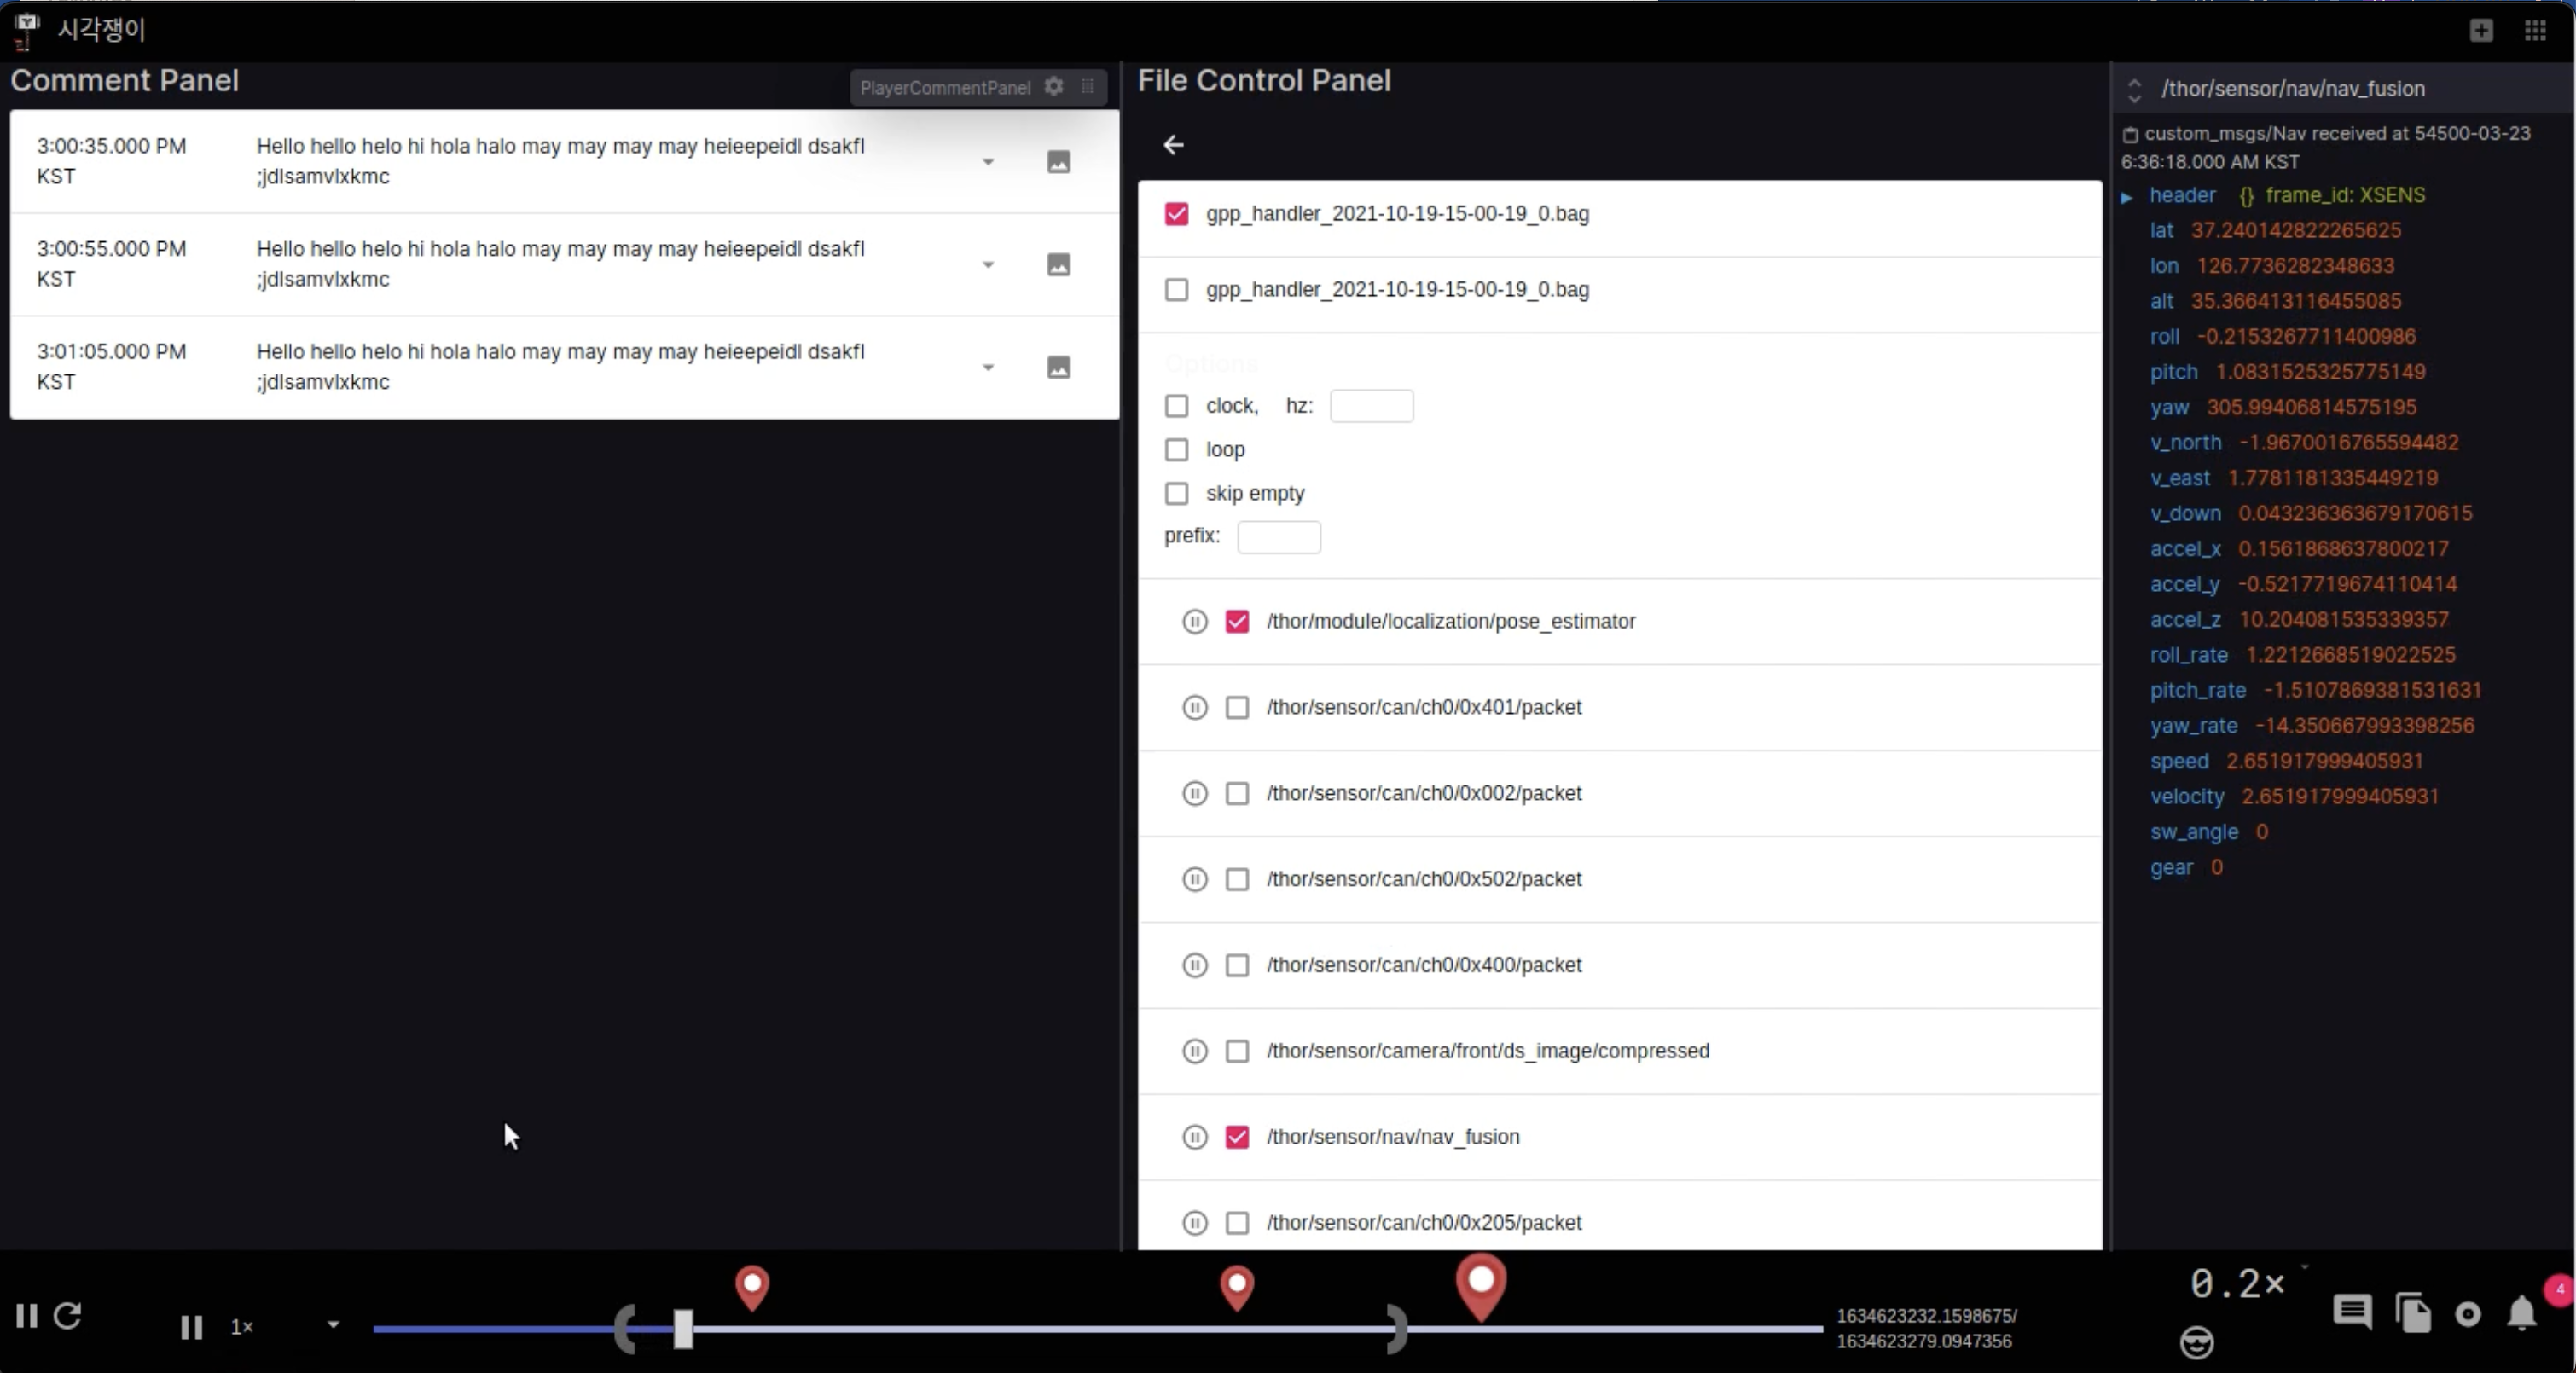 시각쟁이
Comment Panel
PlayerCommentPanel
3:00:35.000 PM
KST
Hello hello helo hi hola halo may may may may heieepeidl dsakfl
;jdlsamvlxkmc
3:00:55.000 PM
KST
Hello hello helo hi hola halo may may may may heieepeidl dsakfl
;jdlsamvlxkmc
3:01:05.000 PM
KST
Hello hello helo hi hola halo may may may may heieepeidl dsakfl
;jdlsamvlxkmc
File Control Panel
gpp_handler_2021-10-19-15-00-19_0.bag
gpp_handler_2021-10-19-15-00-19_0.bag
Options
clock, hz:
loop
skip empty
prefix:
/thor/module/localization/pose_estimator
/thor/sensor/can/ch0/0x401/packet
/thor/sensor/can/ch0/0x002/packet
/thor/sensor/can/ch0/0x502/packet
/thor/sensor/can/ch0/0x400/packet
/thor/sensor/camera/front/ds_image/compressed
/thor/sensor/nav/nav_fusion
/thor/sensor/can/ch0/0x205/packet
/thor/sensor/nav/nav_fusion
custom_msgs/Nav received at 54500-03-23
6:36:18.000 AM KST
header {} frame_id: XSENS
lat 37.240142822265625
lon 126.7736282348633
alt 35.366413116455085
roll -0.2153267711400986
pitch 1.0831525325775149
yaw 305.99406814575195
v_north -1.9670016765594482
v_east 1.7781181335449219
v_down 0.043236363679170615
accel_x 0.1561868637800217
accel_y -0.5217719674110414
accel_z 10.204081535339357
roll_rate 1.2212668519022525
pitch_rate -1.5107869381531631
yaw_rate -14.350667993398256
speed 2.651917999405931
velocity 2.651917999405931
sw_angle 0
gear 0
1×
1634623232.1598675/
1634623279.0947356
0.2×
4